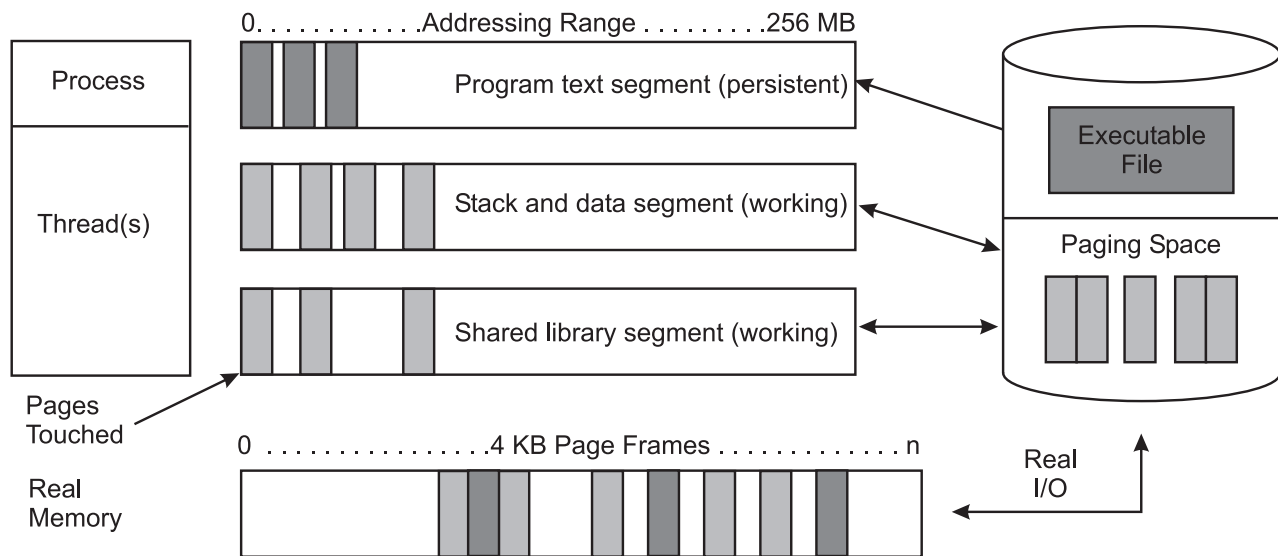 0. . . . . . . . . . . . .Addressing Range . . . . . . . . .256 MB
Process
Program text segment (persistent)
Executable
File
Thread(s)
Stack and data segment (working)
Paging Space
Shared library segment (working)
Pages
Touched
0 . . . . . . . . . . . . . . . . . .4 KB Page Frames . . . . . . . . . . . . . . n
Real
Memory
Real
I/O